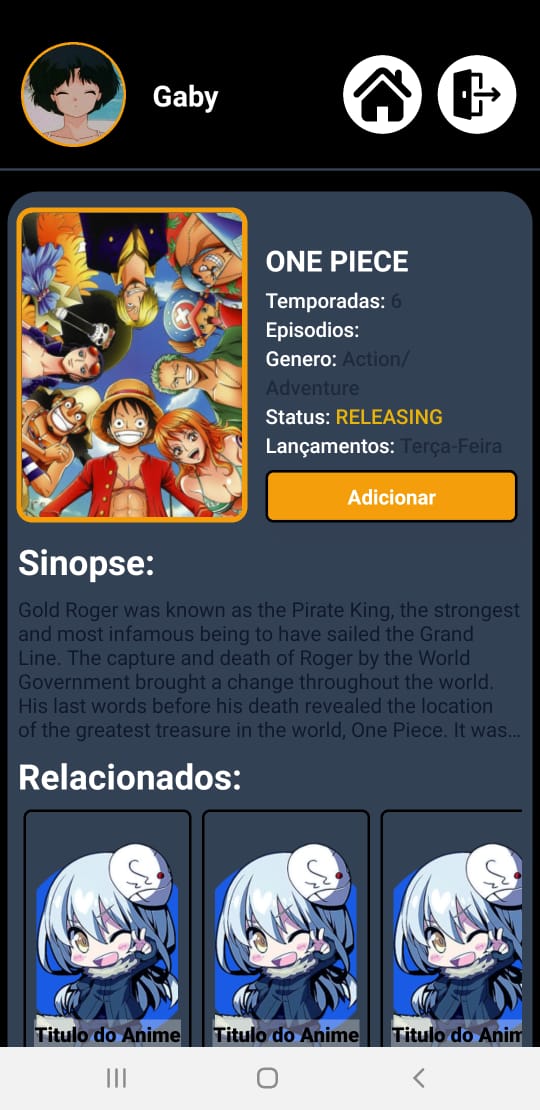 Gaby
ONE PIECE
Temporadas: 6
Episodios:
Genero: Action/
Adventure
Status: RELEASING
Lançamentos: Terça-Feira
Adicionar
Sinopse:
Gold Roger was known as the Pirate King, the strongest
and most infamous being to have sailed the Grand
Line. The capture and death of Roger by the World
Government brought a change throughout the world.
His last words before his death revealed the location
of the greatest treasure in the world, One Piece. It was...
Relacionados:
Titulo do Anime Titulo do Anime Titulo do Anim